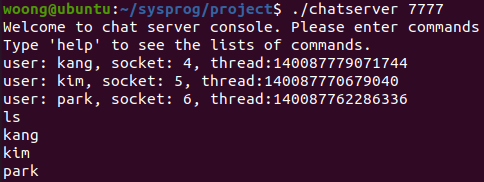 woong@ubuntu:~/sysprog/project$ ./chatserver 7777
Welcome to chat server console. Please enter commands
Type 'help' to see the lists of commands.
user: kang, socket: 4, thread:140087779071744
user: kim, socket: 5, thread:140087770679040
user: park, socket: 6, thread:140087762286336
ls
kang
kim
park